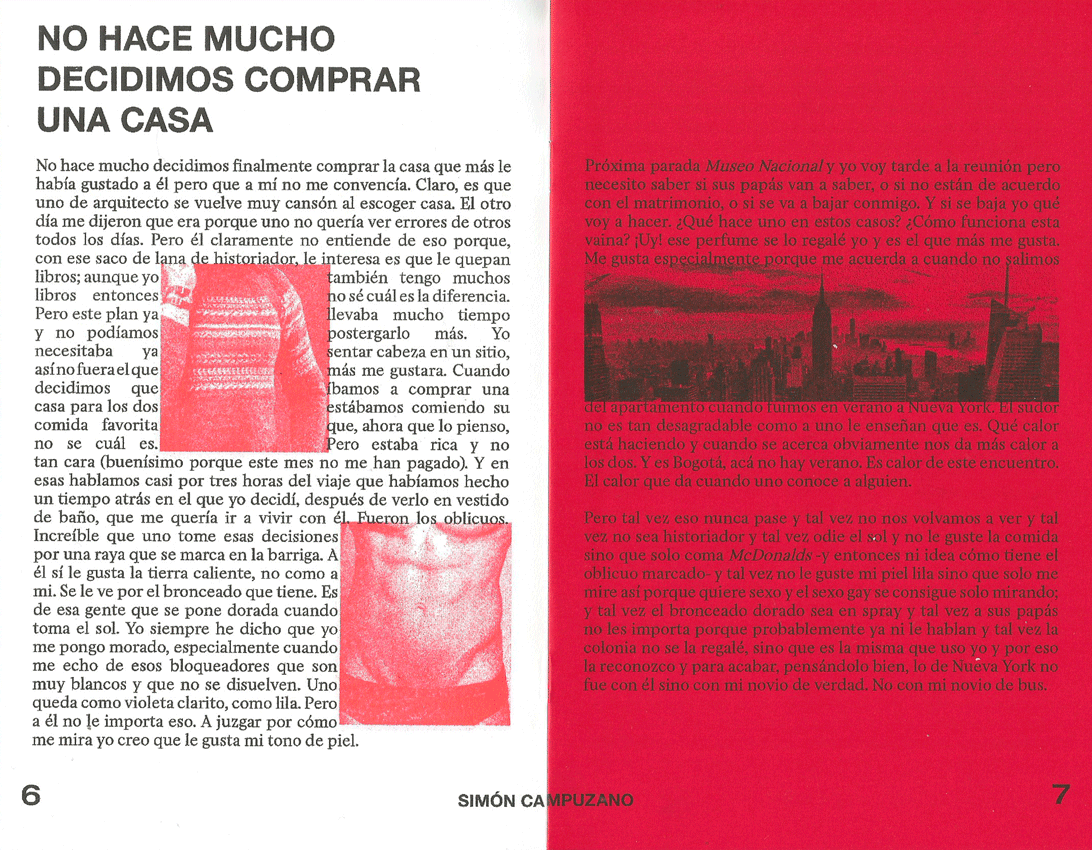 NO HACE MUCHO
DECIDIMOS COMPRAR
UNA CASA
No hace mucho decidimos finalmente comprar la casa que más le
había gustado a él pero que a mí no me convencía. Claro, es que
uno de arquitecto se vuelve muy cansón al escoger casa. El otro
día me dijeron que era porque uno no quería ver errores de otros
todos los días. Pero él claramente no entiende de eso porque,
con ese saco de lana de historiador, le interesa es que le quepan
libros; aunque yo también tengo muchos
libros entonces no sé cuál es la diferencia.
Pero este plan ya llevaba mucho tiempo
y no podíamos postergarlo más. Yo
necesitaba ya sentar cabeza en un sitio,
así no fuera el que más me gustara. Cuando
decidimos que íbamos a comprar una
casa para los dos estábamos comiendo su
comida favorita que, ahora que lo pienso,
no se cuál es. Pero estaba rica y no
tan cara (buenísimo porque este mes no me han pagado). Y en
esas hablamos casi por tres horas del viaje que habíamos hecho
un tiempo atrás en el que yo decidí, después de verlo en vestido
de baño, que me quería ir a vivir con él. Fueron los oblicuos.
Increíble que uno tome esas decisiones
por una raya que se marca en la barriga. A
él sí le gusta la tierra caliente, no como a
mi. Se le ve por el bronceado que tiene. Es
de esa gente que se pone dorada cuando
toma el sol. Yo siempre he dicho que yo
me pongo morado, especialmente cuando
me echo de esos bloqueadores que son
muy blancos y que no se disuelven. Uno
queda como violeta clarito, como lila. Pero
a él no le importa eso. A juzgar por cómo
me mira yo creo que le gusta mi tono de piel.
6
SIMÓN CAMPUZANO
Próxima parada Museo Nacional y yo voy tarde a la reunión pero
necesito saber si sus papás van a saber, o si no están de acuerdo
con el matrimonio, o si se va a bajar conmigo. Y si se baja yo qué
voy a hacer. ¿Qué hace uno en estos casos? ¿Cómo funciona esta
vaina? ¡Uy! ese perfume se lo regalé yo y es el que más me gusta.
Me gusta especialmente porque me acuerda a cuando no salimos
del apartamento cuando fuimos en verano a Nueva York. El sudor
no es tan desagradable como a uno le enseñan que es. Qué calor
está haciendo y cuando se acerca obviamente nos da más calor a
los dos. Y es Bogotá, acá no hay verano. Es calor de este encuentro.
El calor que da cuando uno conoce a alguien.
Pero tal vez eso nunca pase y tal vez no nos volvamos a ver y tal
vez no sea historiador y tal vez odie el sol y no le guste la comida
sino que solo coma McDonalds -y entonces ni idea cómo tiene el
oblicuo marcado- y tal vez no le guste mi piel lila sino que solo me
mire así porque quiere sexo y el sexo gay se consigue solo mirando;
y tal vez el bronceado dorado sea en spray y tal vez a sus papás
no les importa porque probablemente ya ni le hablan y tal vez la
colonia no se la regalé, sino que es la misma que uso yo y por eso
la reconozco y para acabar, pensándolo bien, lo de Nueva York no
fue con él sino con mi novio de verdad. No con mi novio de bus.
7